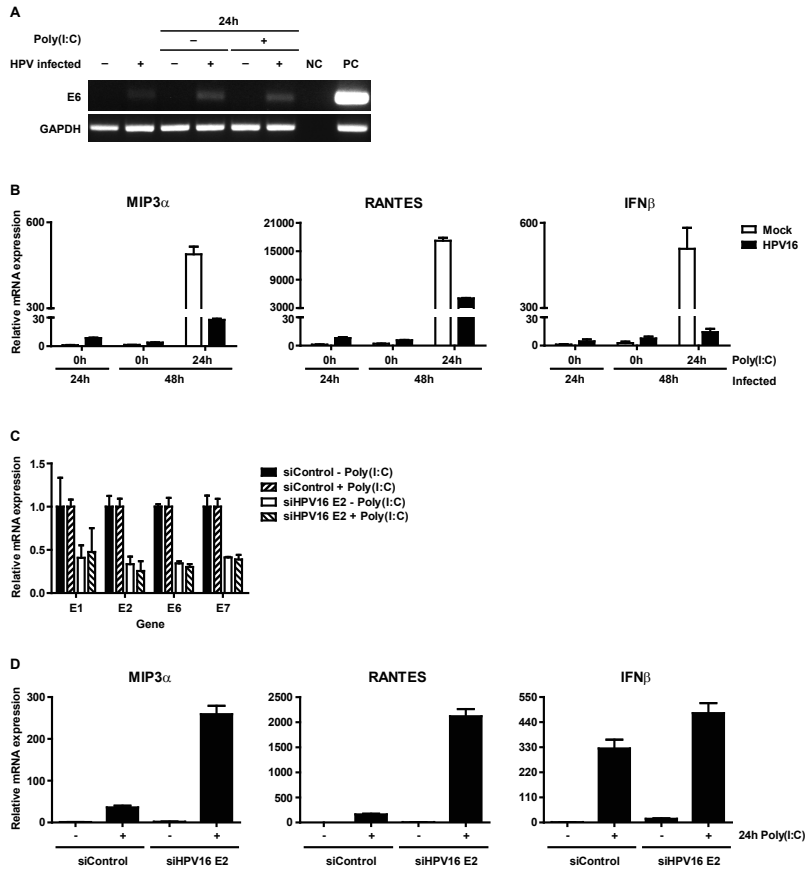 A
24h
Poly(I:C) – +
HPV infected – + – + – + NC PC
E6
GAPDH
B
MIP3α RANTES IFNβ
Relative mRNA expression
600 300 30 0
21000 15000 9000 3000 30 0
600 300 30 0
Mock
HPV16
0h 0h 24h 0h 0h 24h 0h 0h 24h Poly(I:C)
24h 48h 24h 48h 24h 48h Infected
C
Relative mRNA expression
1.5
1.0
0.5
0.0
siControl - Poly(I:C)
siControl + Poly(I:C)
siHPV16 E2 - Poly(I:C)
siHPV16 E2 + Poly(I:C)
E1 E2 E6 E7
Gene
D
MIP3α RANTES IFNβ
Relative mRNA expression
300 200 100 0
2500 2000 1500 1000 500 0
550 440 330 220 110 0
- + - + - + - + - + - + 24h Poly(I:C)
siControl siHPV16 E2 siControl siHPV16 E2 siControl siHPV16 E2